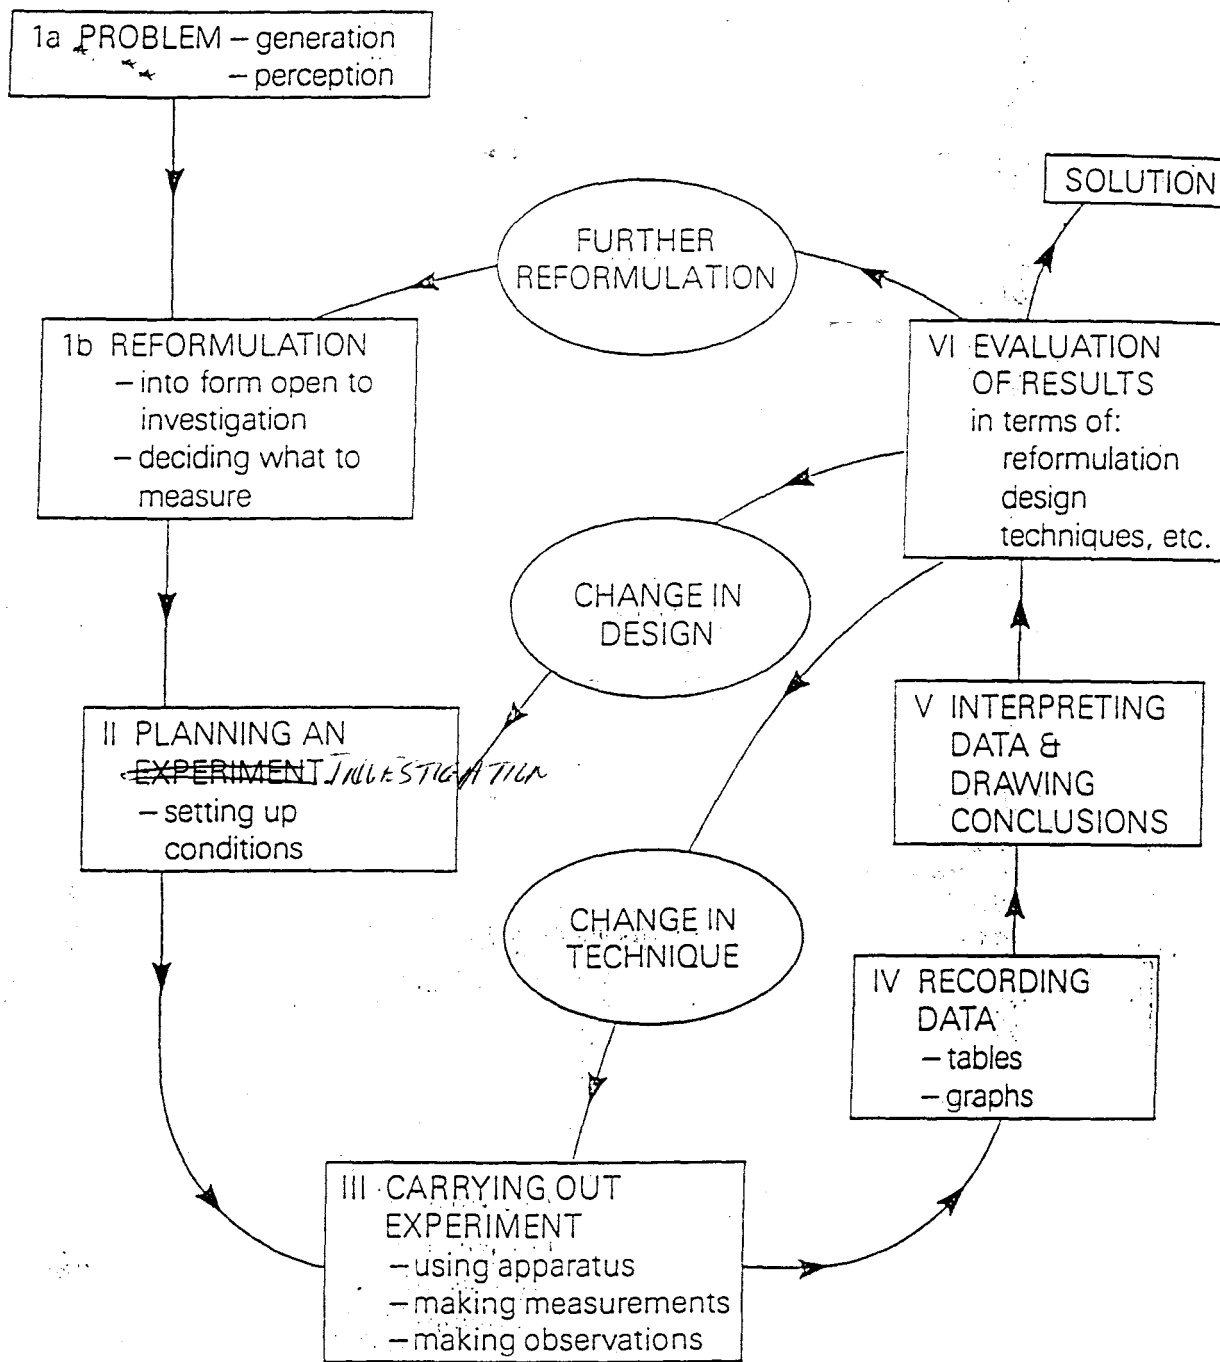 1a PROBLEM – generation
– perception
SOLUTION
FURTHER
REFORMULATION
1b REFORMULATION
– into form open to
investigation
– deciding what to
measure
VI EVALUATION
OF RESULTS
in terms of:
reformulation
design
techniques, etc.
CHANGE IN
DESIGN
II PLANNING AN
EXPERIMENT INVESTIGATION
– setting up
conditions
V INTERPRETING
DATA &
DRAWING
CONCLUSIONS
CHANGE IN
TECHNIQUE
IV RECORDING
DATA
– tables
– graphs
III CARRYING OUT
EXPERIMENT
– using apparatus
– making measurements
– making observations